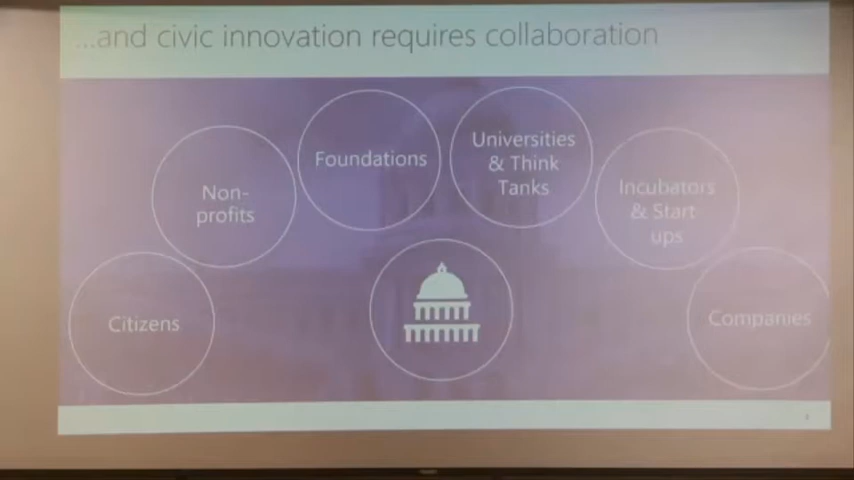 ...and civic innovation requires collaboration
Citizens
Non-
profits
Foundations
Universities
& Think
Tanks
Incubators
& Start
ups
Companies